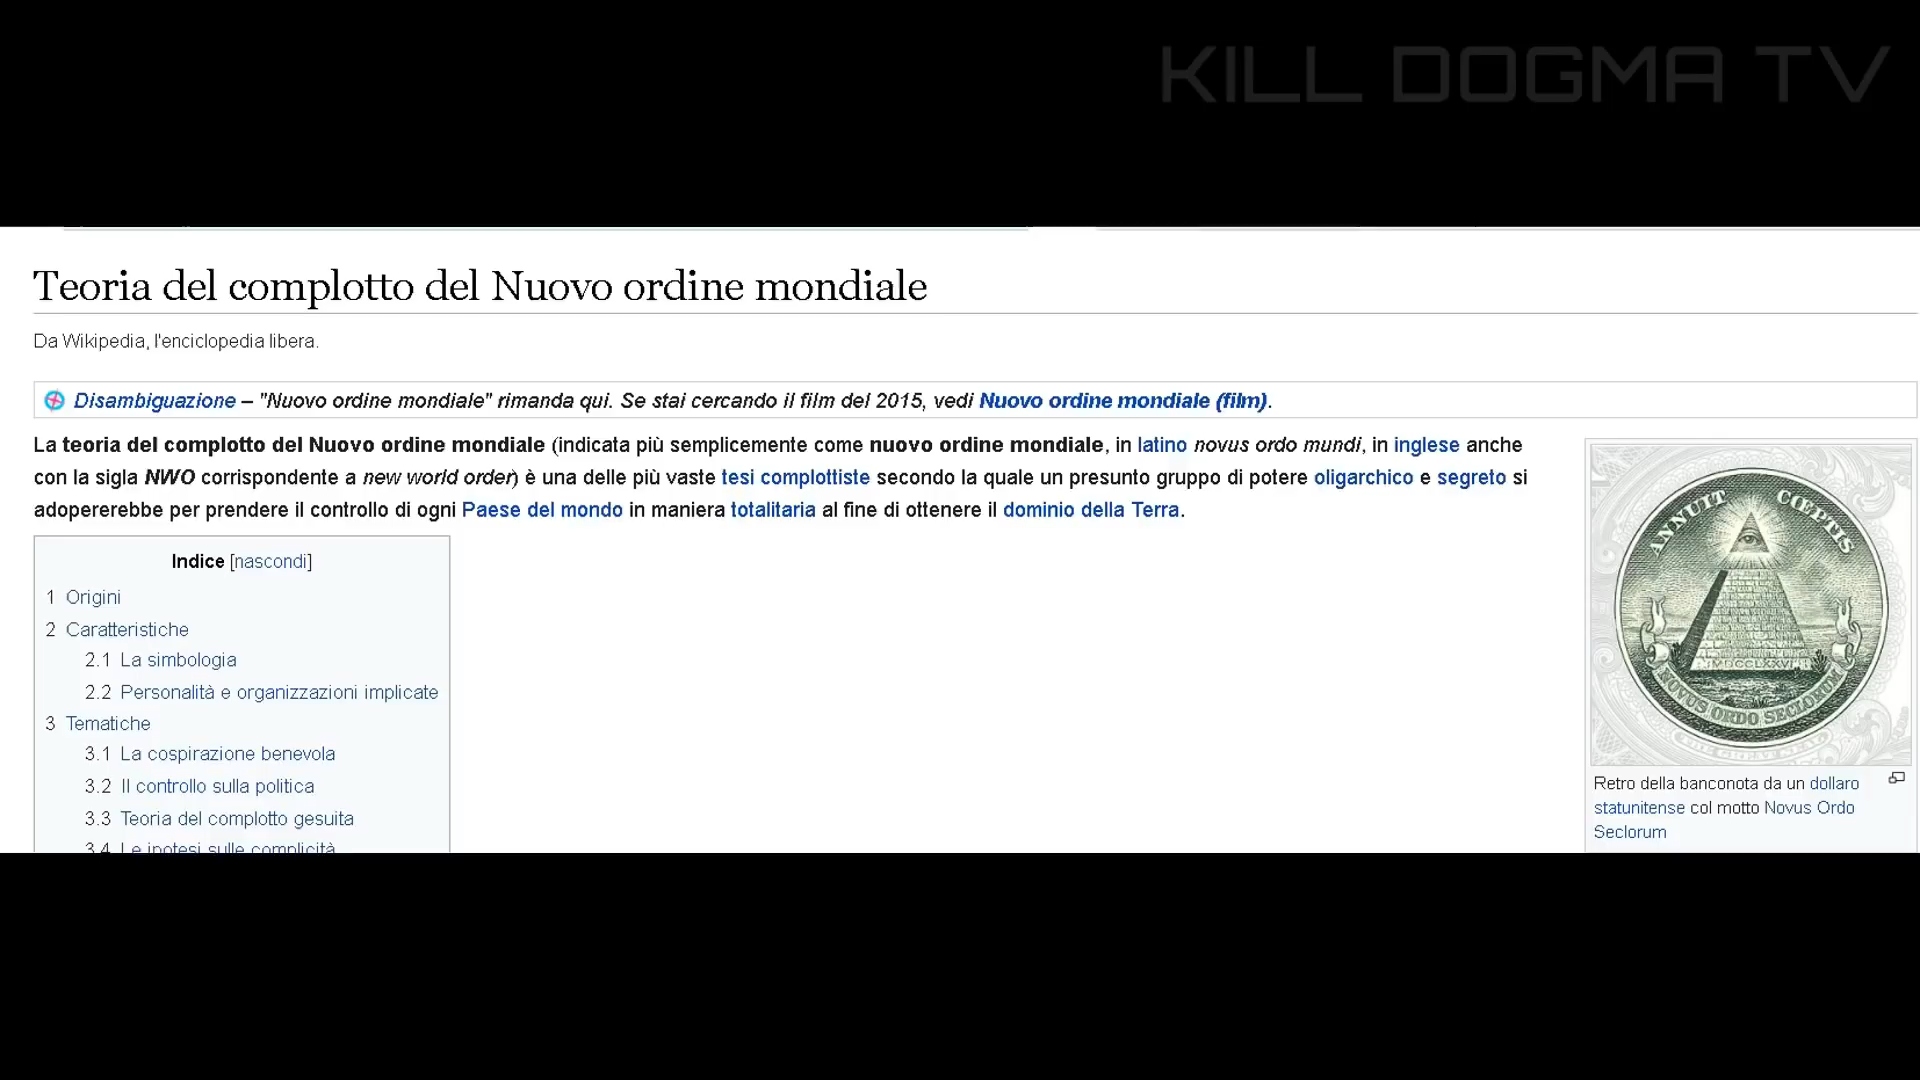 KILL DOGMA TV
Teoria del complotto del Nuovo ordine mondiale
Da Wikipedia, l'enciclopedia libera.
Disambiguazione – "Nuovo ordine mondiale" rimanda qui. Se stai cercando il film del 2015, vedi Nuovo ordine mondiale (film).
La teoria del complotto del Nuovo ordine mondiale (indicata più semplicemente come nuovo ordine mondiale, in latino novus ordo mundi, in inglese anche
con la sigla NWO corrispondente a new world order) è una delle più vaste tesi complottiste secondo la quale un presunto gruppo di potere oligarchico e segreto si
adopererebbe per prendere il controllo di ogni Paese del mondo in maniera totalitaria al fine di ottenere il dominio della Terra.
Indice [nascondi]
1 Origini
2 Caratteristiche
2.1 La simbologia
2.2 Personalità e organizzazioni implicate
3 Tematiche
3.1 La cospirazione benevola
3.2 Il controllo sulla politica
3.3 Teoria del complotto gesuita
3.4 Le ipotesi sulle complicità
ANNUIT CŒPTIS
MDCCLXXVI
NOVUS ORDO SECLORUM
Retro della banconota da un dollaro
statunitense col motto Novus Ordo
Seclorum